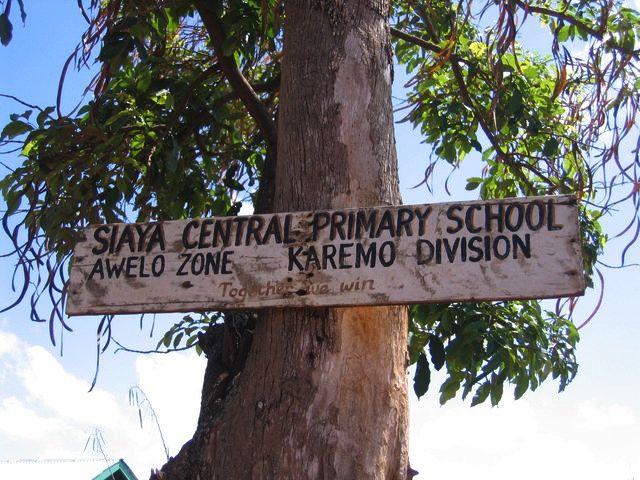 SIAYA CENTRAL PRIMARY SCHOOL
AWELO ZONE KAREMO DIVISION
Together we win